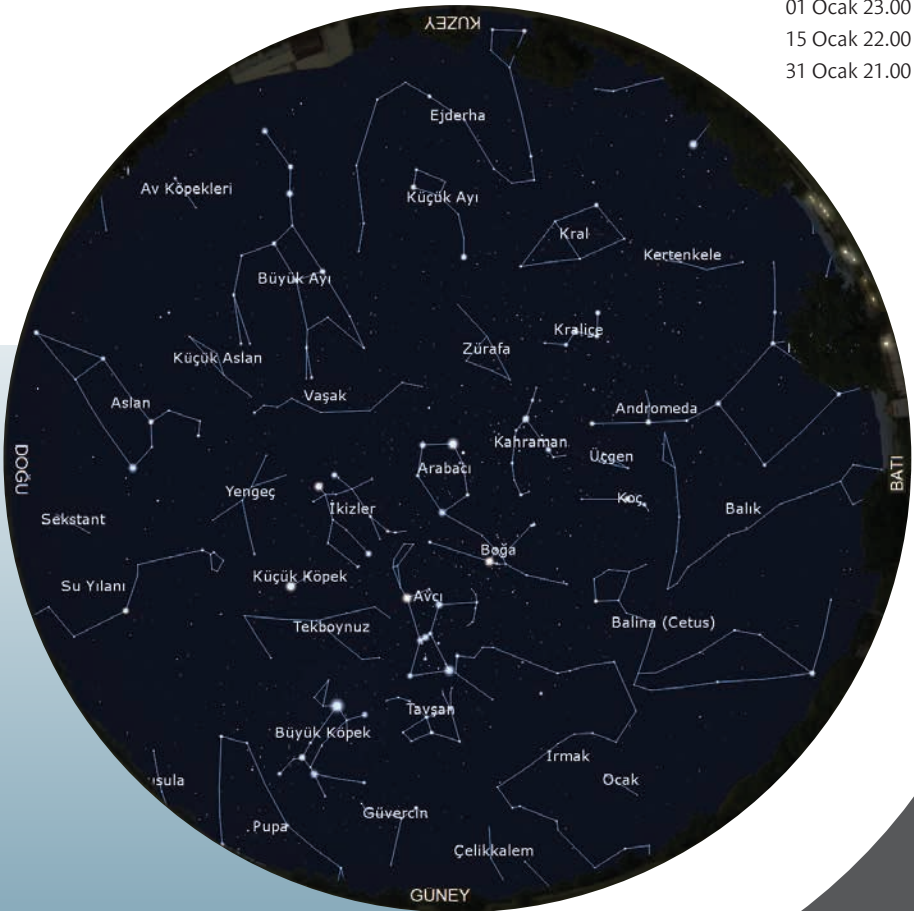 01 Ocak 23.00
15 Ocak 22.00
31 Ocak 21.00
KUZEY
Ejderha
Av Köpekleri
Küçük Ayı
Kral
Kertenkele
Büyük Ayı
Kraliçe
Zürafa
Küçük Aslan
Vaşak
Aslan
Andromeda
Kahraman
Üçgen
Arabacı
DOĞU
BATI
Yengeç
İkizler
Koç
Balık
Sekstant
Boğa
Küçük Köpek
Su Yılanı
Avcı
Tekboynuz
Balina (Cetus)
Tavşan
Büyük Köpek
Irmak
usula
Ocak
Güvercin
Pupa
Çelikkalem
GÜNEY